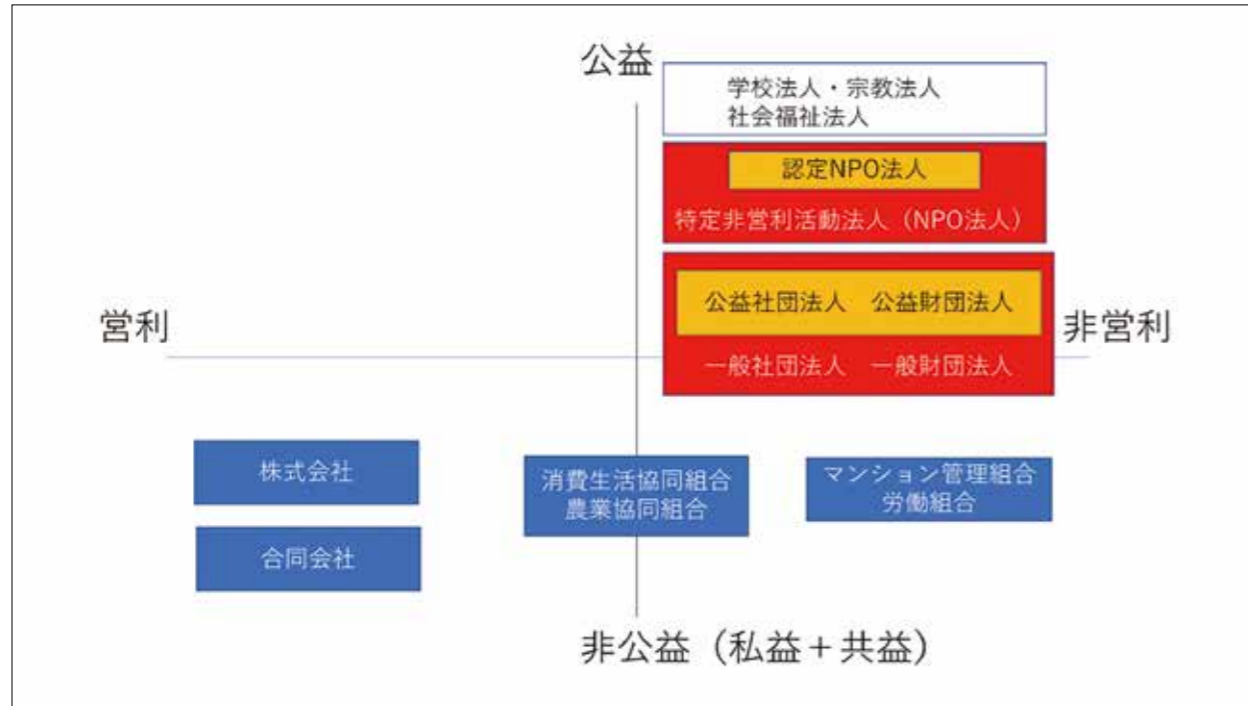 公益
学校法人・宗教法人
社会福祉法人
認定NPO法人
特定非営利活動法人（NPO法人）
公益社団法人　公益財団法人
営利
非営利
一般社団法人　一般財団法人
株式会社
消費生活協同組合
農業協同組合
マンション管理組合
労働組合
合同会社
非公益（私益＋共益）